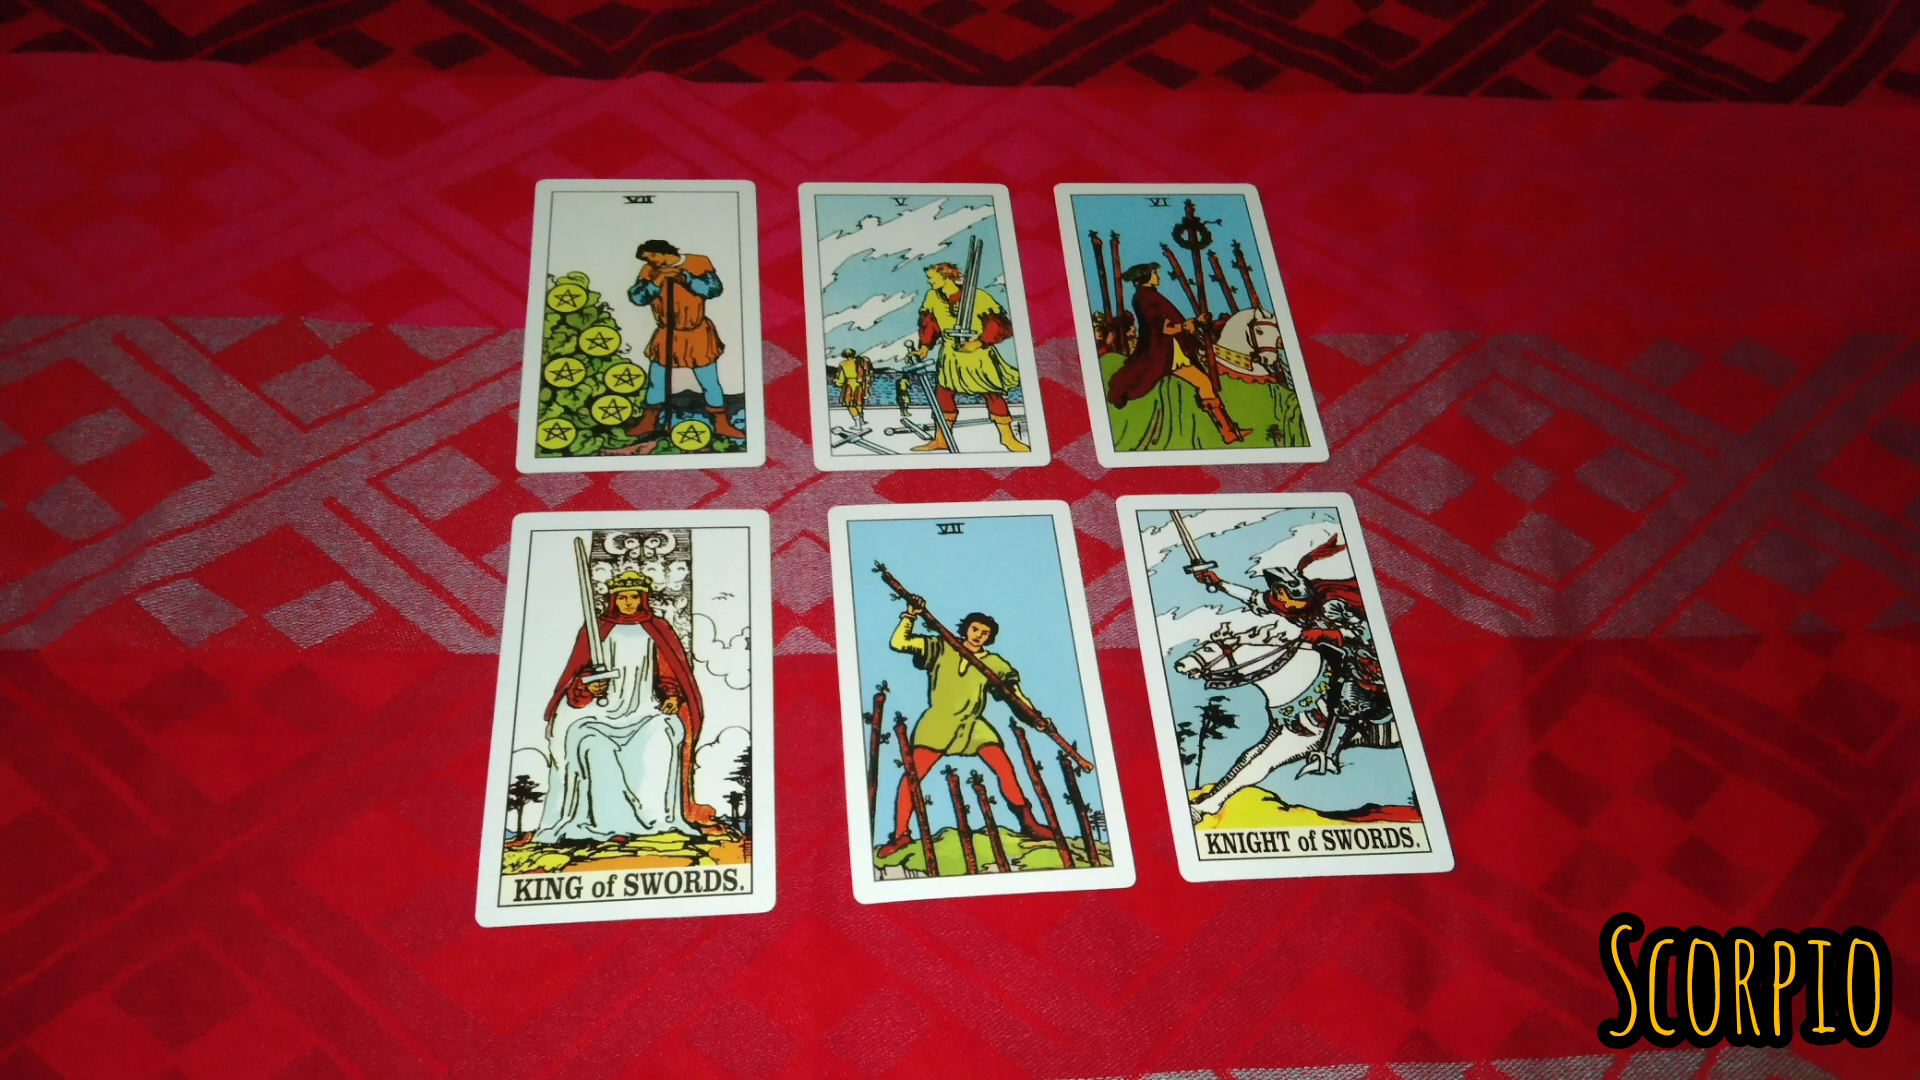 VII
V
VI
KING of SWORDS.
VII
KNIGHT of SWORDS.
SCORPIO